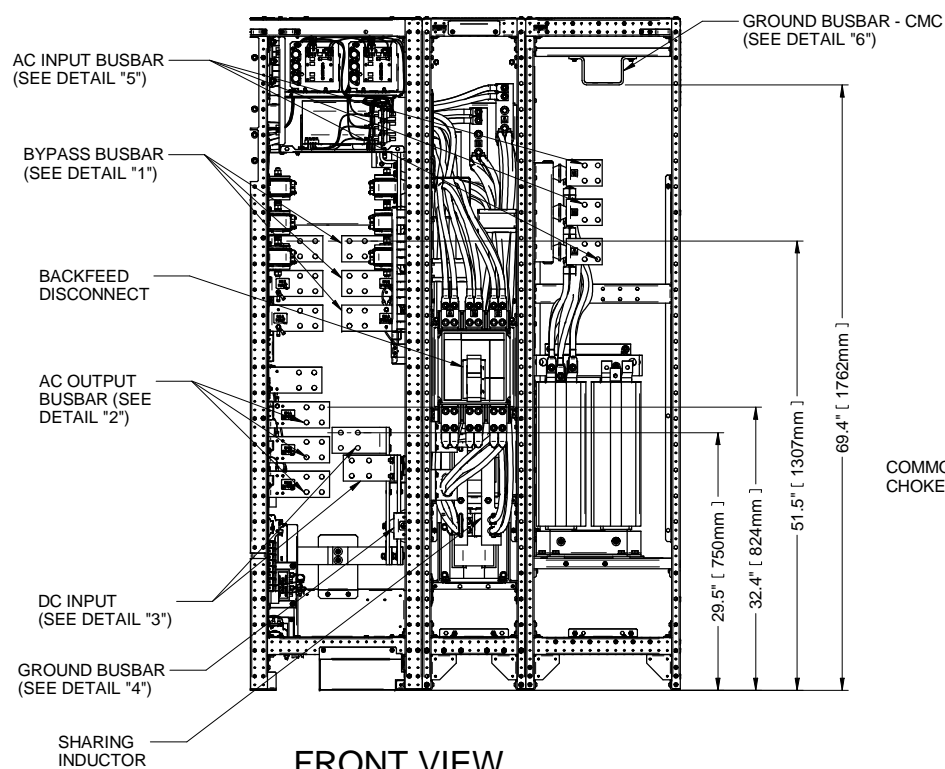 GROUND BUSBAR - CMC
(SEE DETAIL "6")
AC INPUT BUSBAR
(SEE DETAIL "5")
BYPASS BUSBAR
(SEE DETAIL "1")
BACKFEED
DISCONNECT
AC OUTPUT
BUSBAR (SEE
DETAIL "2")
DC INPUT
(SEE DETAIL "3")
GROUND BUSBAR
(SEE DETAIL "4")
SHARING
INDUCTOR
29.5" [ 750mm ]
32.4" [ 824mm ]
51.5" [ 1307mm ]
69.4" [ 1762mm ]
COMMO
CHOKE
FRONT VIEW